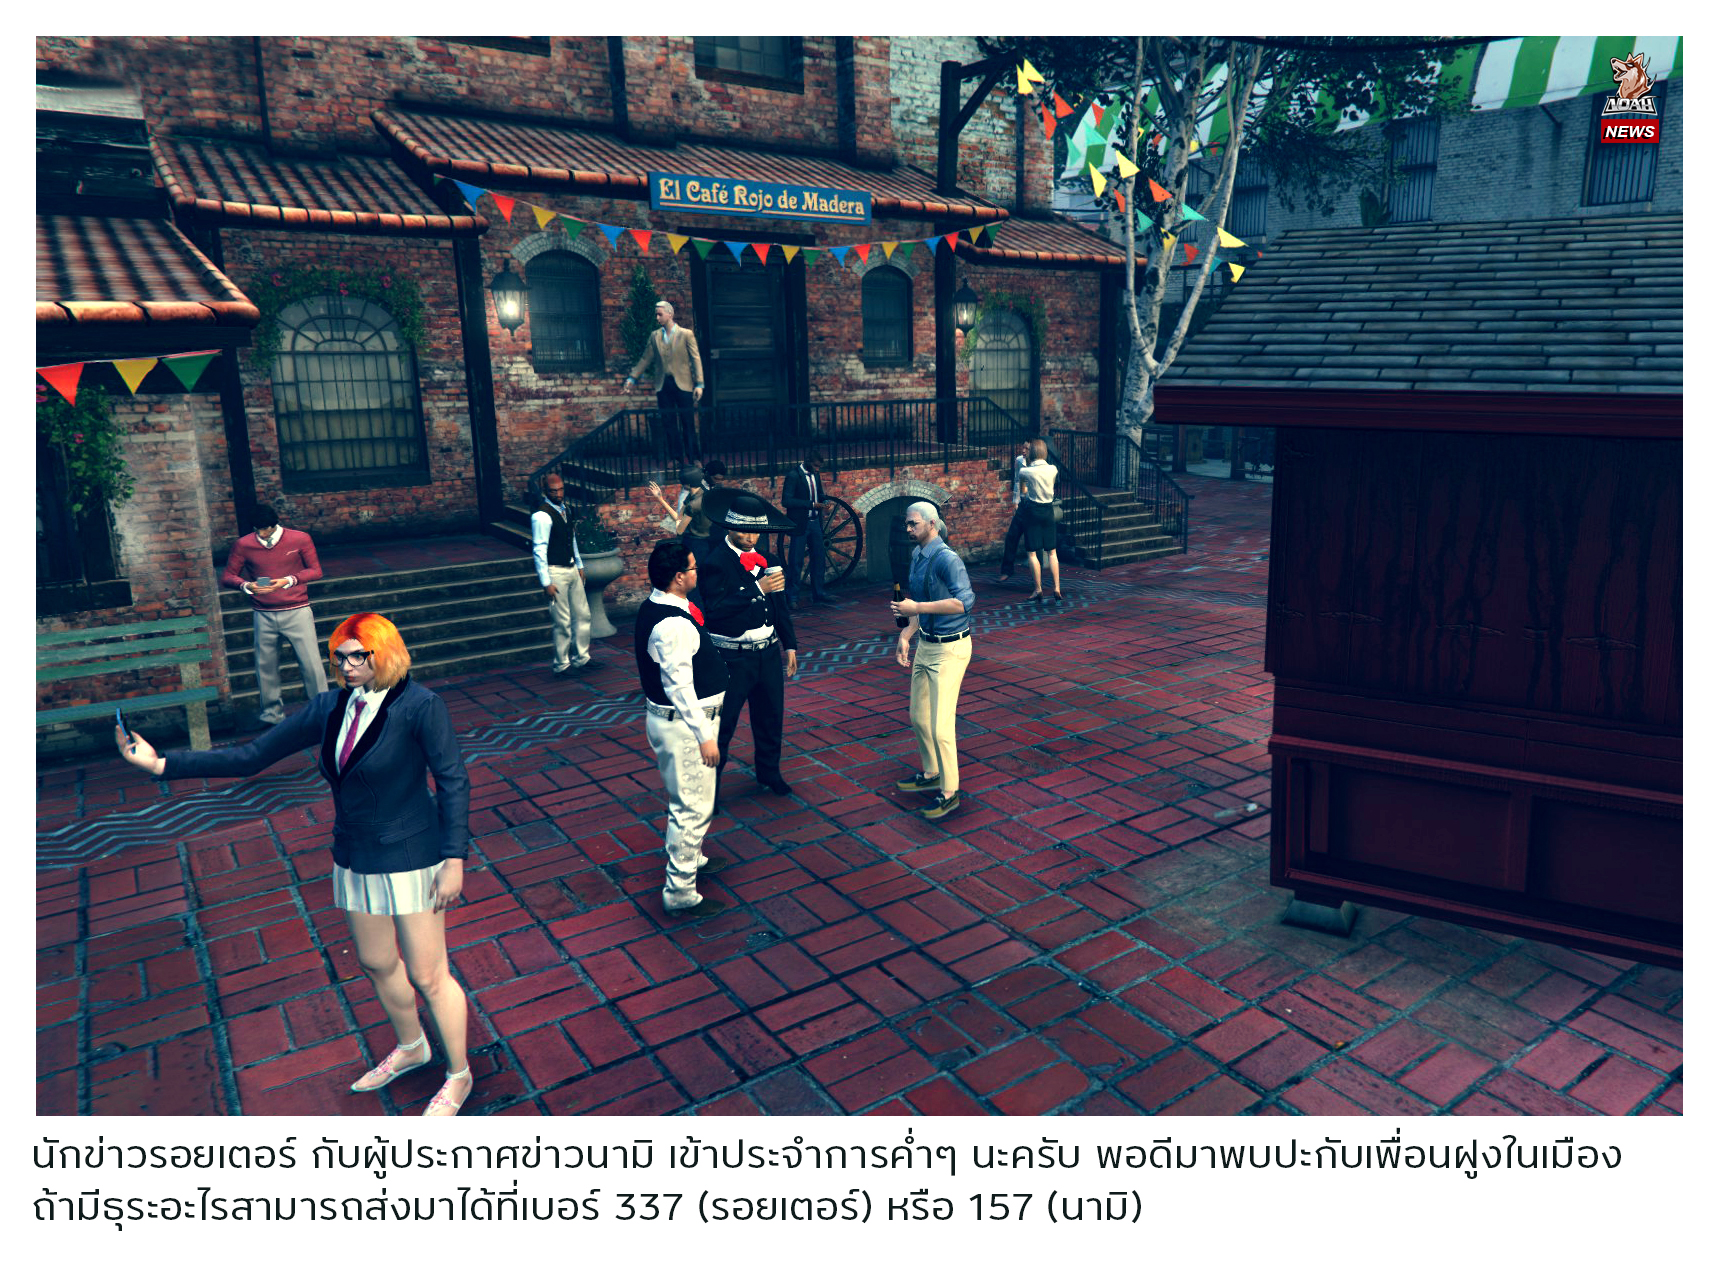 NOAH
NEWS
El Café Rojo de Madera
นักข่าวรอยเตอร์ กับผู้ประกาศข่าวนามิ เข้าประจำการค่ำๆ นะครับ พอดีมาพบปะกับเพื่อนฝูงในเมือง
ถ้ามีธุระอะไรสามารถส่งมาได้ที่เบอร์ 337 (รอยเตอร์) หรือ 157 (นามิ)